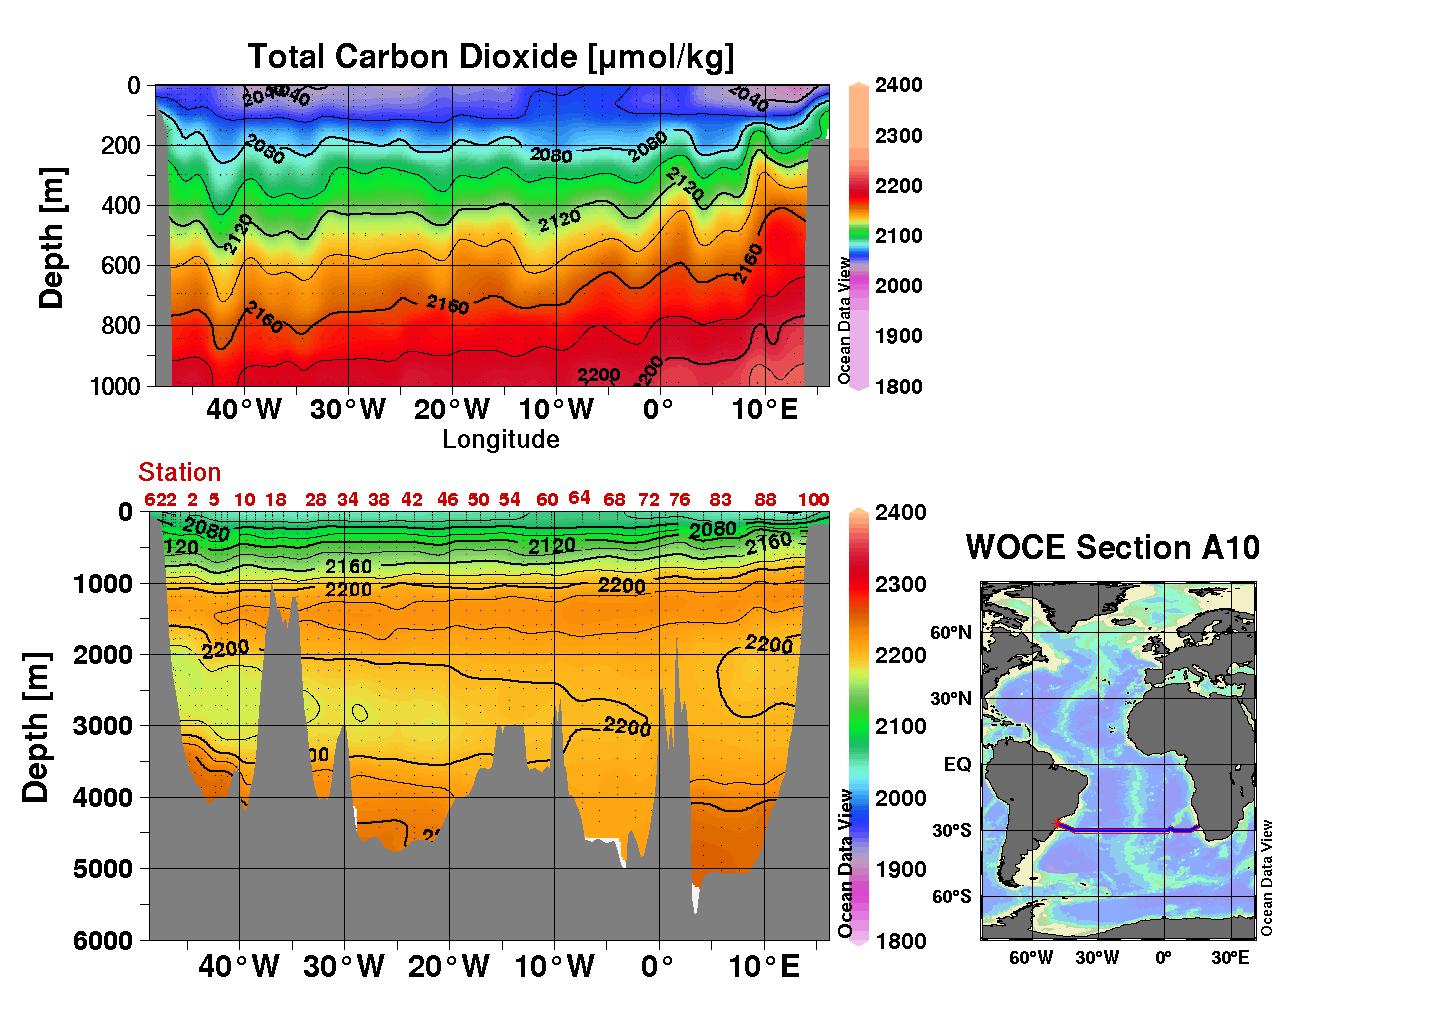 Total Carbon Dioxide [µmol/kg]
Depth [m]
0
200
400
600
800
1000
2040
2040
2040
2080
2080
2080
2120
2120
2120
2160
2160
2160
2200
2200
40°W
30°W
20°W
10°W
0°
10°E
Longitude
2400
2300
2200
2100
2000
1900
1800
Ocean Data View
Station
622 2 5 10 18 28 34 38 42 46 50 54 60 64 68 72 76 83 88 100
Depth [m]
0
1000
2000
3000
4000
5000
6000
2080
2080
120
2120
2160
2160
2200
2200
2200
2200
2200
00
22
40°W
30°W
20°W
10°W
0°
10°E
2400
2300
2200
2100
2000
1900
1800
Ocean Data View
WOCE Section A10
60°N
30°N
EQ
30°S
60°S
60°W
30°W
0°
30°E
Ocean Data View